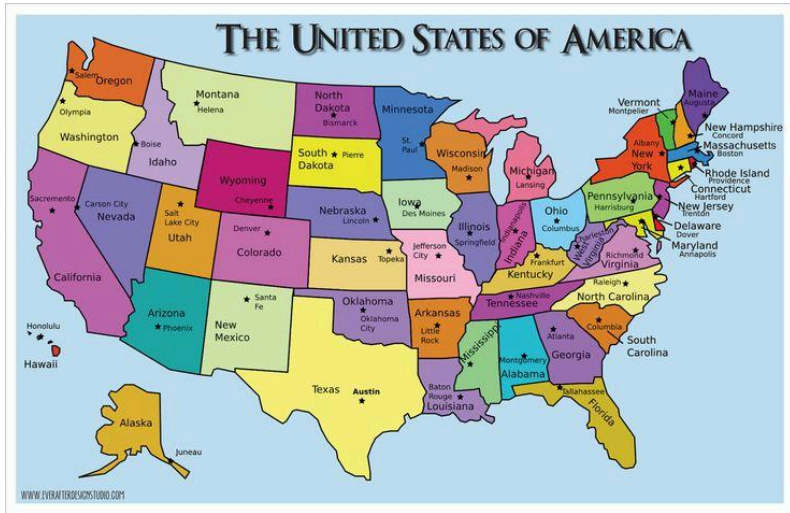 THE UNITED STATES OF AMERICA
Salem
Oregon
Olympia
Washington
Boise
Idaho
Montana
Helena
North
Dakota
Bismarck
Minnesota
St.
Paul
South
Dakota
Pierre
Wyoming
Cheyenne
Wisconsin
Madison
Michigan
Lansing
Iowa
Des Moines
Nebraska
Lincoln
Sacramento
California
Carson City
Nevada
Salt
Lake City
Utah
Denver
Colorado
Kansas
Topeka
Jefferson
City
Missouri
Illinois
Springfield
Indianapolis
Indiana
Ohio
Columbus
Kentucky
Frankfurt
Charleston
West
Virginia
Richmond
Virginia
Pennsylvania
Harrisburg
Albany
New
York
Vermont
Montpelier
Maine
Augusta
New Hampshire
Concord
Massachusetts
Boston
Rhode Island
Providence
Connecticut
Hartford
New Jersey
Trenton
Delaware
Dover
Maryland
Annapolis
Arizona
Phoenix
Santa
Fe
New
Mexico
Oklahoma
Oklahoma
City
Arkansas
Little
Rock
Tennessee
Nashville
Raleigh
North Carolina
Columbia
South
Carolina
Mississippi
Montgomery
Alabama
Atlanta
Georgia
Texas
Austin
Baton
Rouge
Louisiana
Tallahassee
Florida
Honolulu
Hawaii
Alaska
Juneau
WWW.EVERAFTERDESIGNSTUDIO.COM